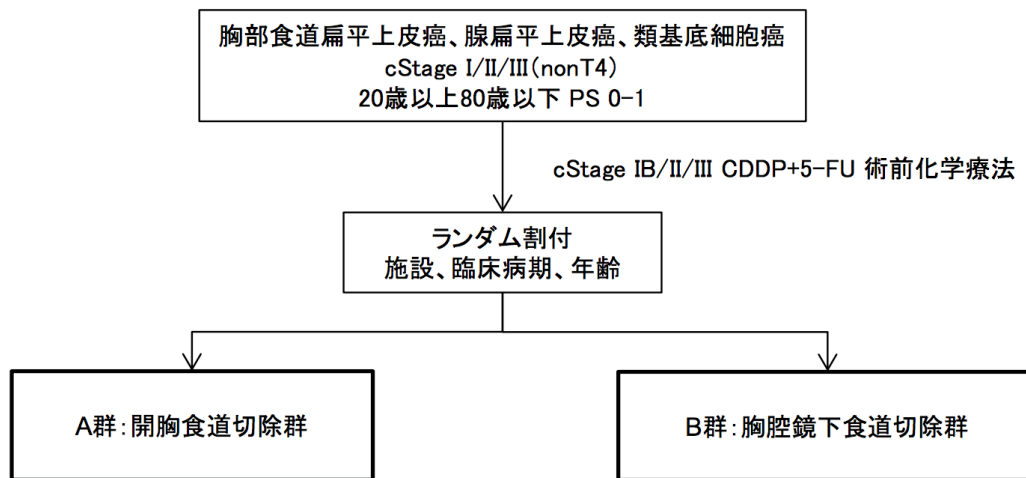 胸部食道扁平上皮癌、腺扁平上皮癌、類基底細胞癌
cStage I/II/III(nonT4)
20歳以上80歳以下 PS 0-1
cStage IB/II/III CDDP+5-FU 術前化学療法
ランダム割付
施設、臨床病期、年齢
A群：開胸食道切除群
B群：胸腔鏡下食道切除群